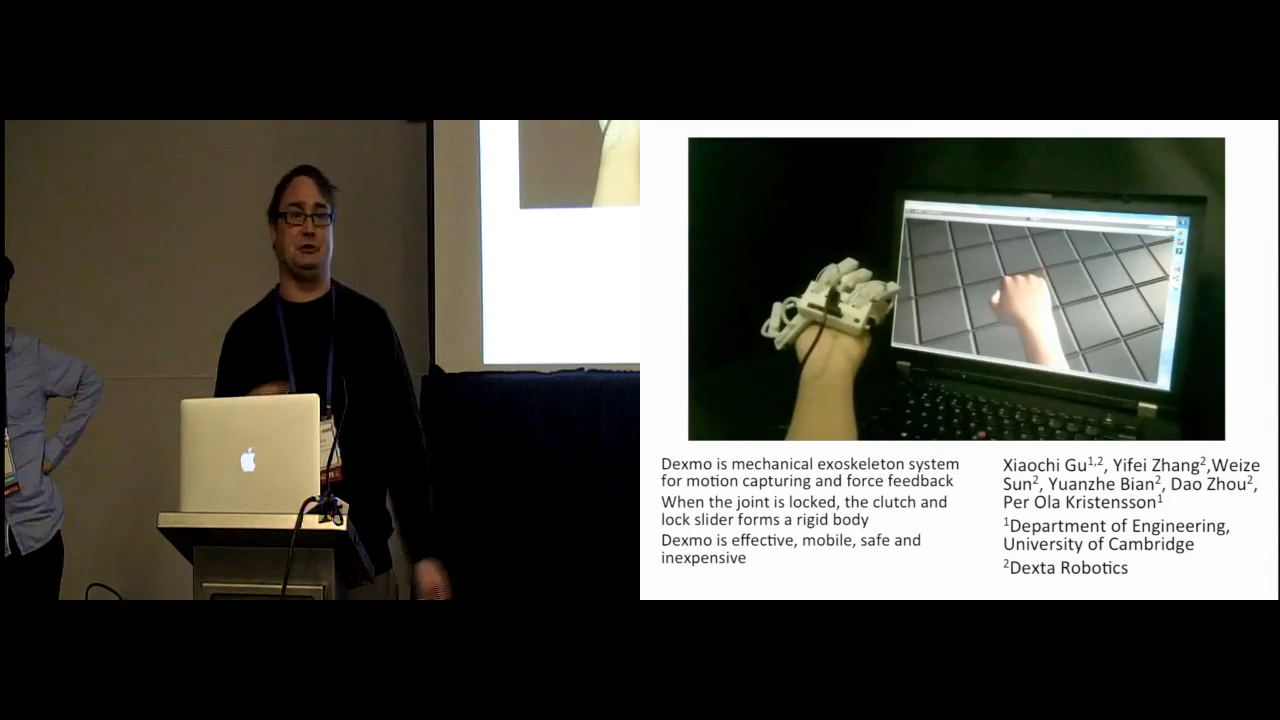 Dexmo is mechanical exoskeleton system
for motion capturing and force feedback
When the joint is locked, the clutch and
lock slider forms a rigid body
Dexmo is effective, mobile, safe and
inexpensive
Xiaochi Gu1,2, Yifei Zhang2,Weize
Sun2, Yuanzhe Bian2, Dao Zhou2,
Per Ola Kristensson1
1Department of Engineering,
University of Cambridge
2Dexta Robotics